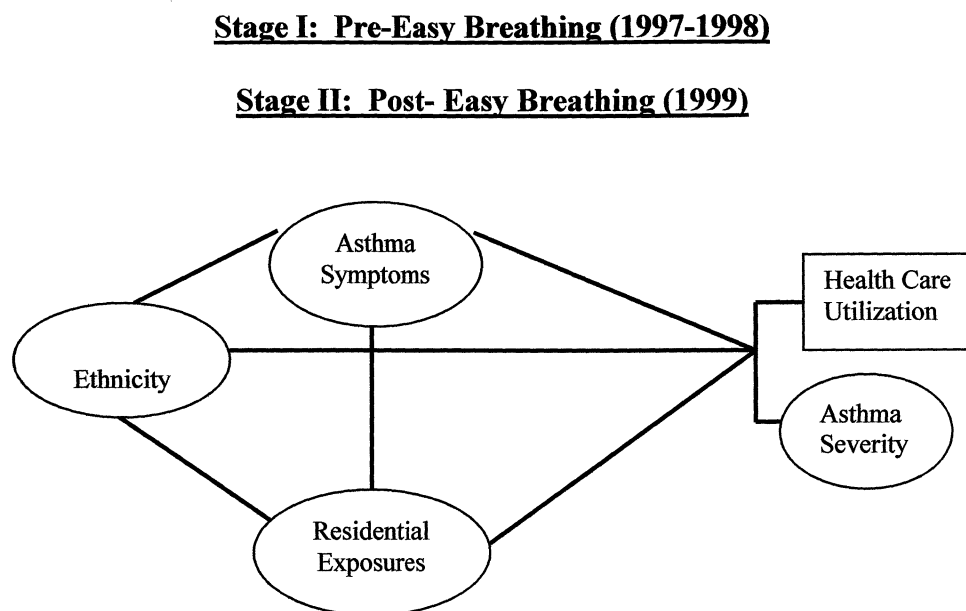 Stage I: Pre-Easy Breathing (1997-1998)
Stage II: Post- Easy Breathing (1999)
Asthma
Symptoms
Health Care
Utilization
Ethnicity
Asthma
Severity
Residential
Exposures